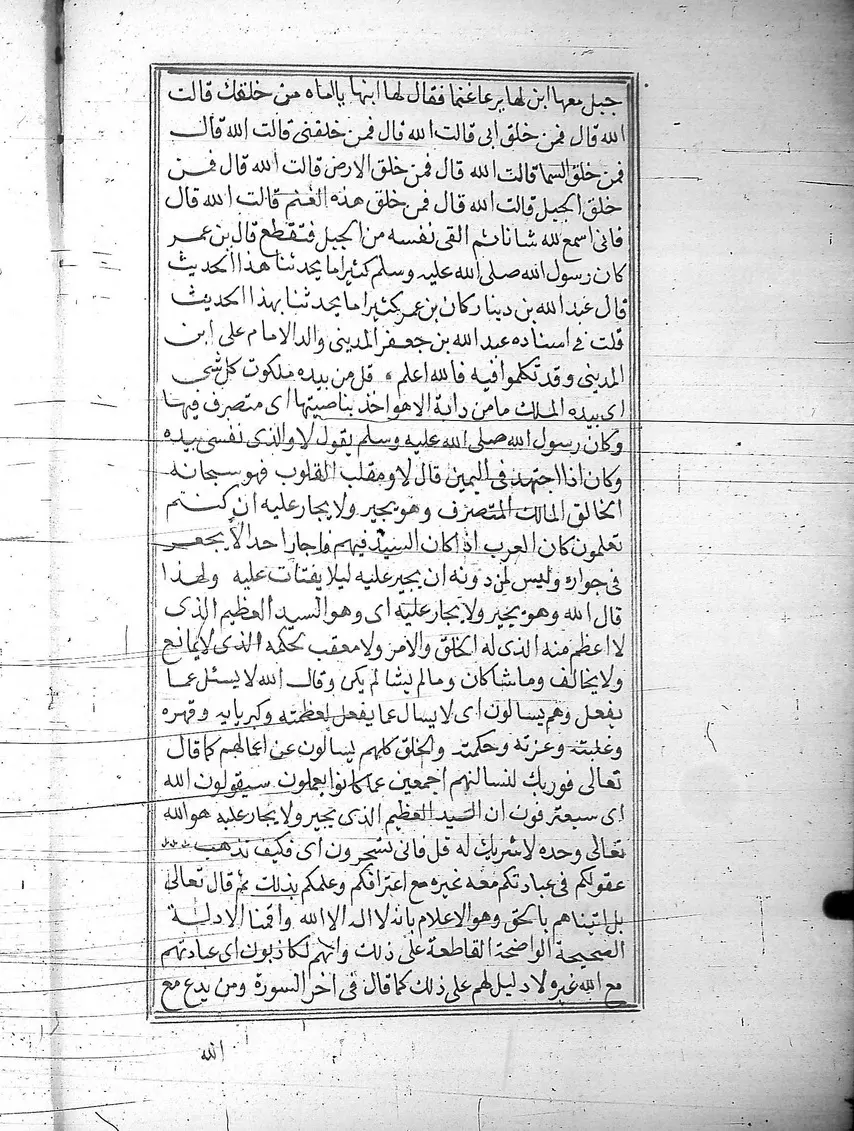 جبل معها ابن لها يرعا غنما فقال لها ابنها يا اماه من خلقك قالت
الله قال فمن خلق ابى قالت الله قال فمن خلقنى قالت الله قال
فمن خلق السما قالت الله قال فمن خلق الارض قالت الله قال فمن
خلق الجبل قالت الله قال فمن خلق هذه الغنم قالت الله قال
فانى اسمع لله شانا ثم القى نفسه من الجبل فتقطع قال بن عمر
كان رسول الله صلى الله عليه وسلم كثيرا ما يحدثنا هذا الحديث
قال عبد الله بن دينار كان بن عمر كثيرا ما يحدثنا بهذا الحديث
قلت فى اسناده عبد الله بن جعفر المدينى والد الامام على ابن
المدينى وقد تكلموا فيه فالله اعلم ، قل من بيده ملكوت كل شى
اى بيده الملك ما من دابة الا هو اخذ بناصيتها اى متصرف فيها
وكان رسول الله صلى الله عليه وسلم يقول لا والذى نفسى بيده
وكان اذا اجتهد فى اليمين قال لا ومقلب القلوب فهو سبحانه
الخالق المالك المتصرف وهو يجير ولا يجار عليه ان كنتم
تعلمون كان العرب اذا كان السيد فيهم فاجار احدا لا يخفر
فى جواره وليس لمن دونه ان يجير عليه ليلا يفتات عليه ولهذا
قال الله وهو يجير ولا يجار عليه اى وهو السيد العظيم الذى
لا اعظم منه الذى له الخلق والامر ولا معقب لحكمه الذى لا يمانع
ولا يخالف وما شا كان وما لم يشا لم يكن وقال الله لا يسئل عما
يفعل وهم يسالون اى لا يسال عما يفعل لعظمته وكبريايه وقهره
وغلبته وعزته وحكمته والخلق كلهم يسالون عن اعمالهم كما قال
تعالى فوربك لنسالنهم اجمعين عما كانوا يعملون سيقولون الله
اى سيعترفون ان السيد العظيم الذى يجير ولا يجار عليه هو الله
تعالى وحده لا شريك له قل فانى تسحرون اى فكيف تذهب
عقولكم فى عبادتكم معه غيره مع اعترافكم وعلمكم بذلك ثم قال تعالى
بل اتيناهم بالحق وهو الاعلام بانه لا اله الا الله واقمنا الادلة
الصحيحة الواضحة القاطعة على ذلك وانهم لكاذبون اى عبادتهم
مع الله غيره لا دليل لهم على ذلك كما قال فى اخر السورة ومن يدع مع
الله